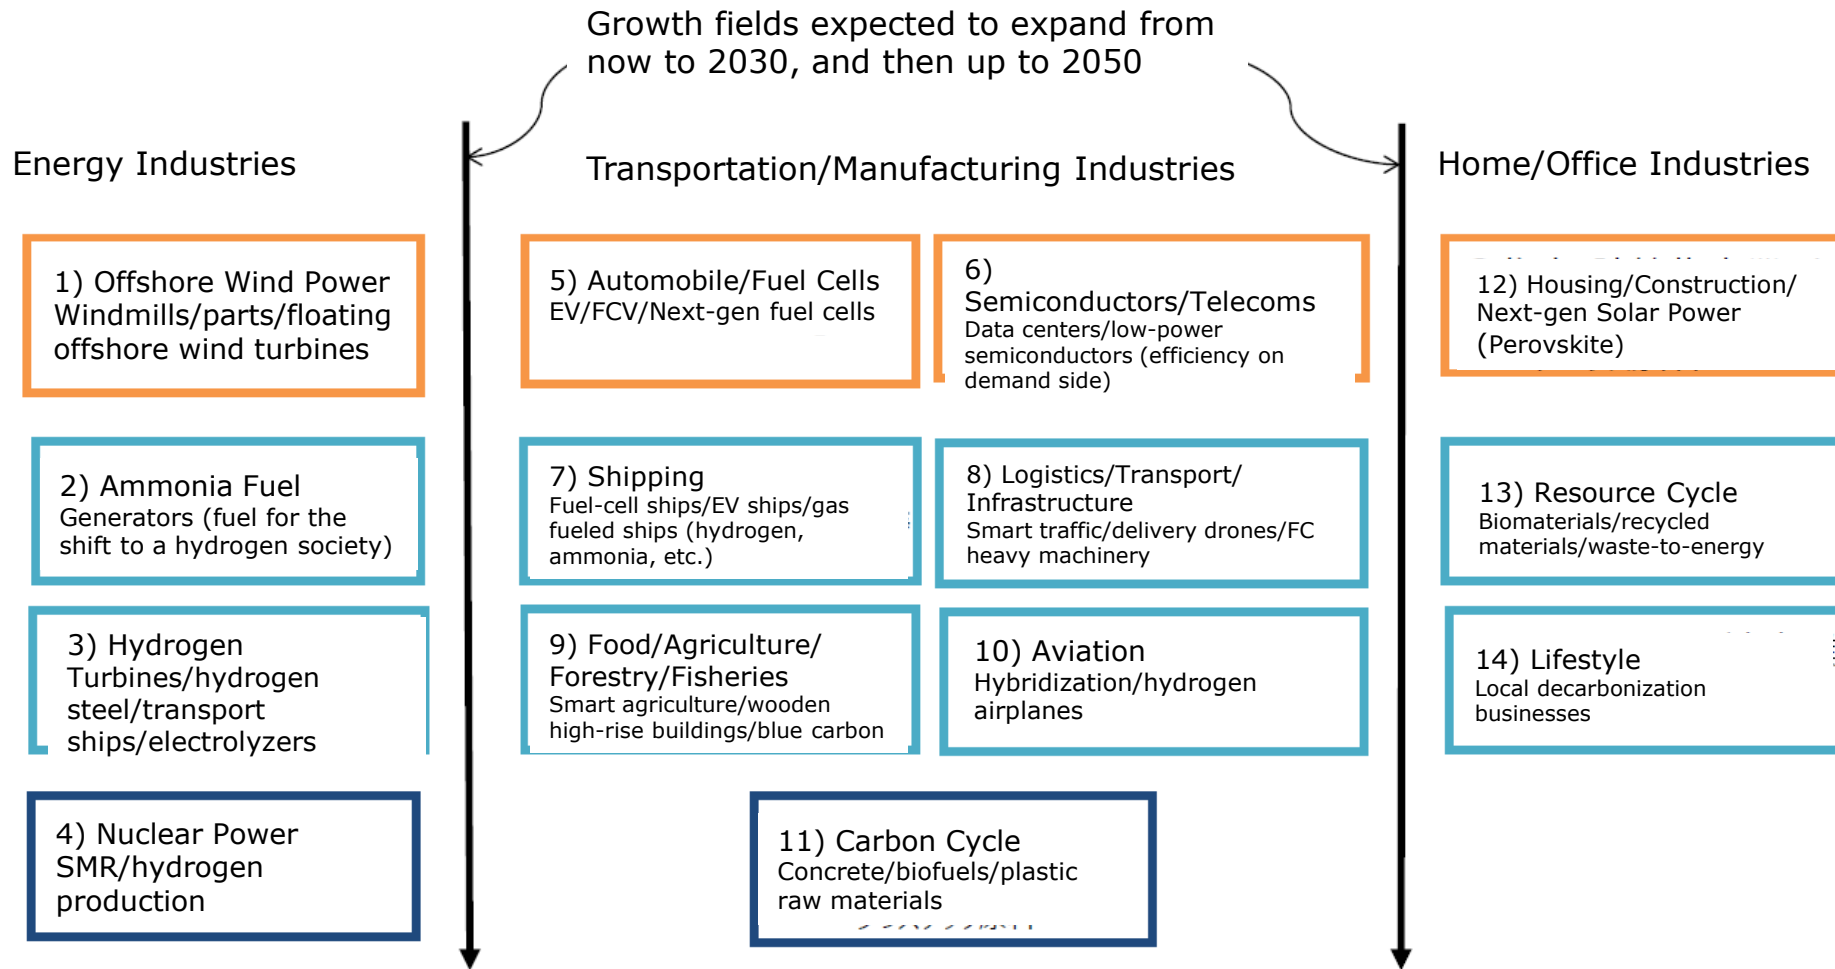 Growth fields expected to expand from
now to 2030, and then up to 2050
Energy Industries
Transportation/Manufacturing Industries
Home/Office Industries
1) Offshore Wind Power
Windmills/parts/floating
offshore wind turbines
5) Automobile/Fuel Cells
EV/FCV/Next-gen fuel cells
6)
Semiconductors/Telecoms
Data centers/low-power
semiconductors (efficiency on
demand side)
12) Housing/Construction/
Next-gen Solar Power
(Perovskite)
2) Ammonia Fuel
Generators (fuel for the
shift to a hydrogen society)
7) Shipping
Fuel-cell ships/EV ships/gas
fueled ships (hydrogen,
ammonia, etc.)
8) Logistics/Transport/
Infrastructure
Smart traffic/delivery drones/FC
heavy machinery
13) Resource Cycle
Biomaterials/recycled
materials/waste-to-energy
3) Hydrogen
Turbines/hydrogen
steel/transport
ships/electrolyzers
9) Food/Agriculture/
Forestry/Fisheries
Smart agriculture/wooden
high-rise buildings/blue carbon
10) Aviation
Hybridization/hydrogen
airplanes
14) Lifestyle
Local decarbonization
businesses
4) Nuclear Power
SMR/hydrogen
production
11) Carbon Cycle
Concrete/biofuels/plastic
raw materials